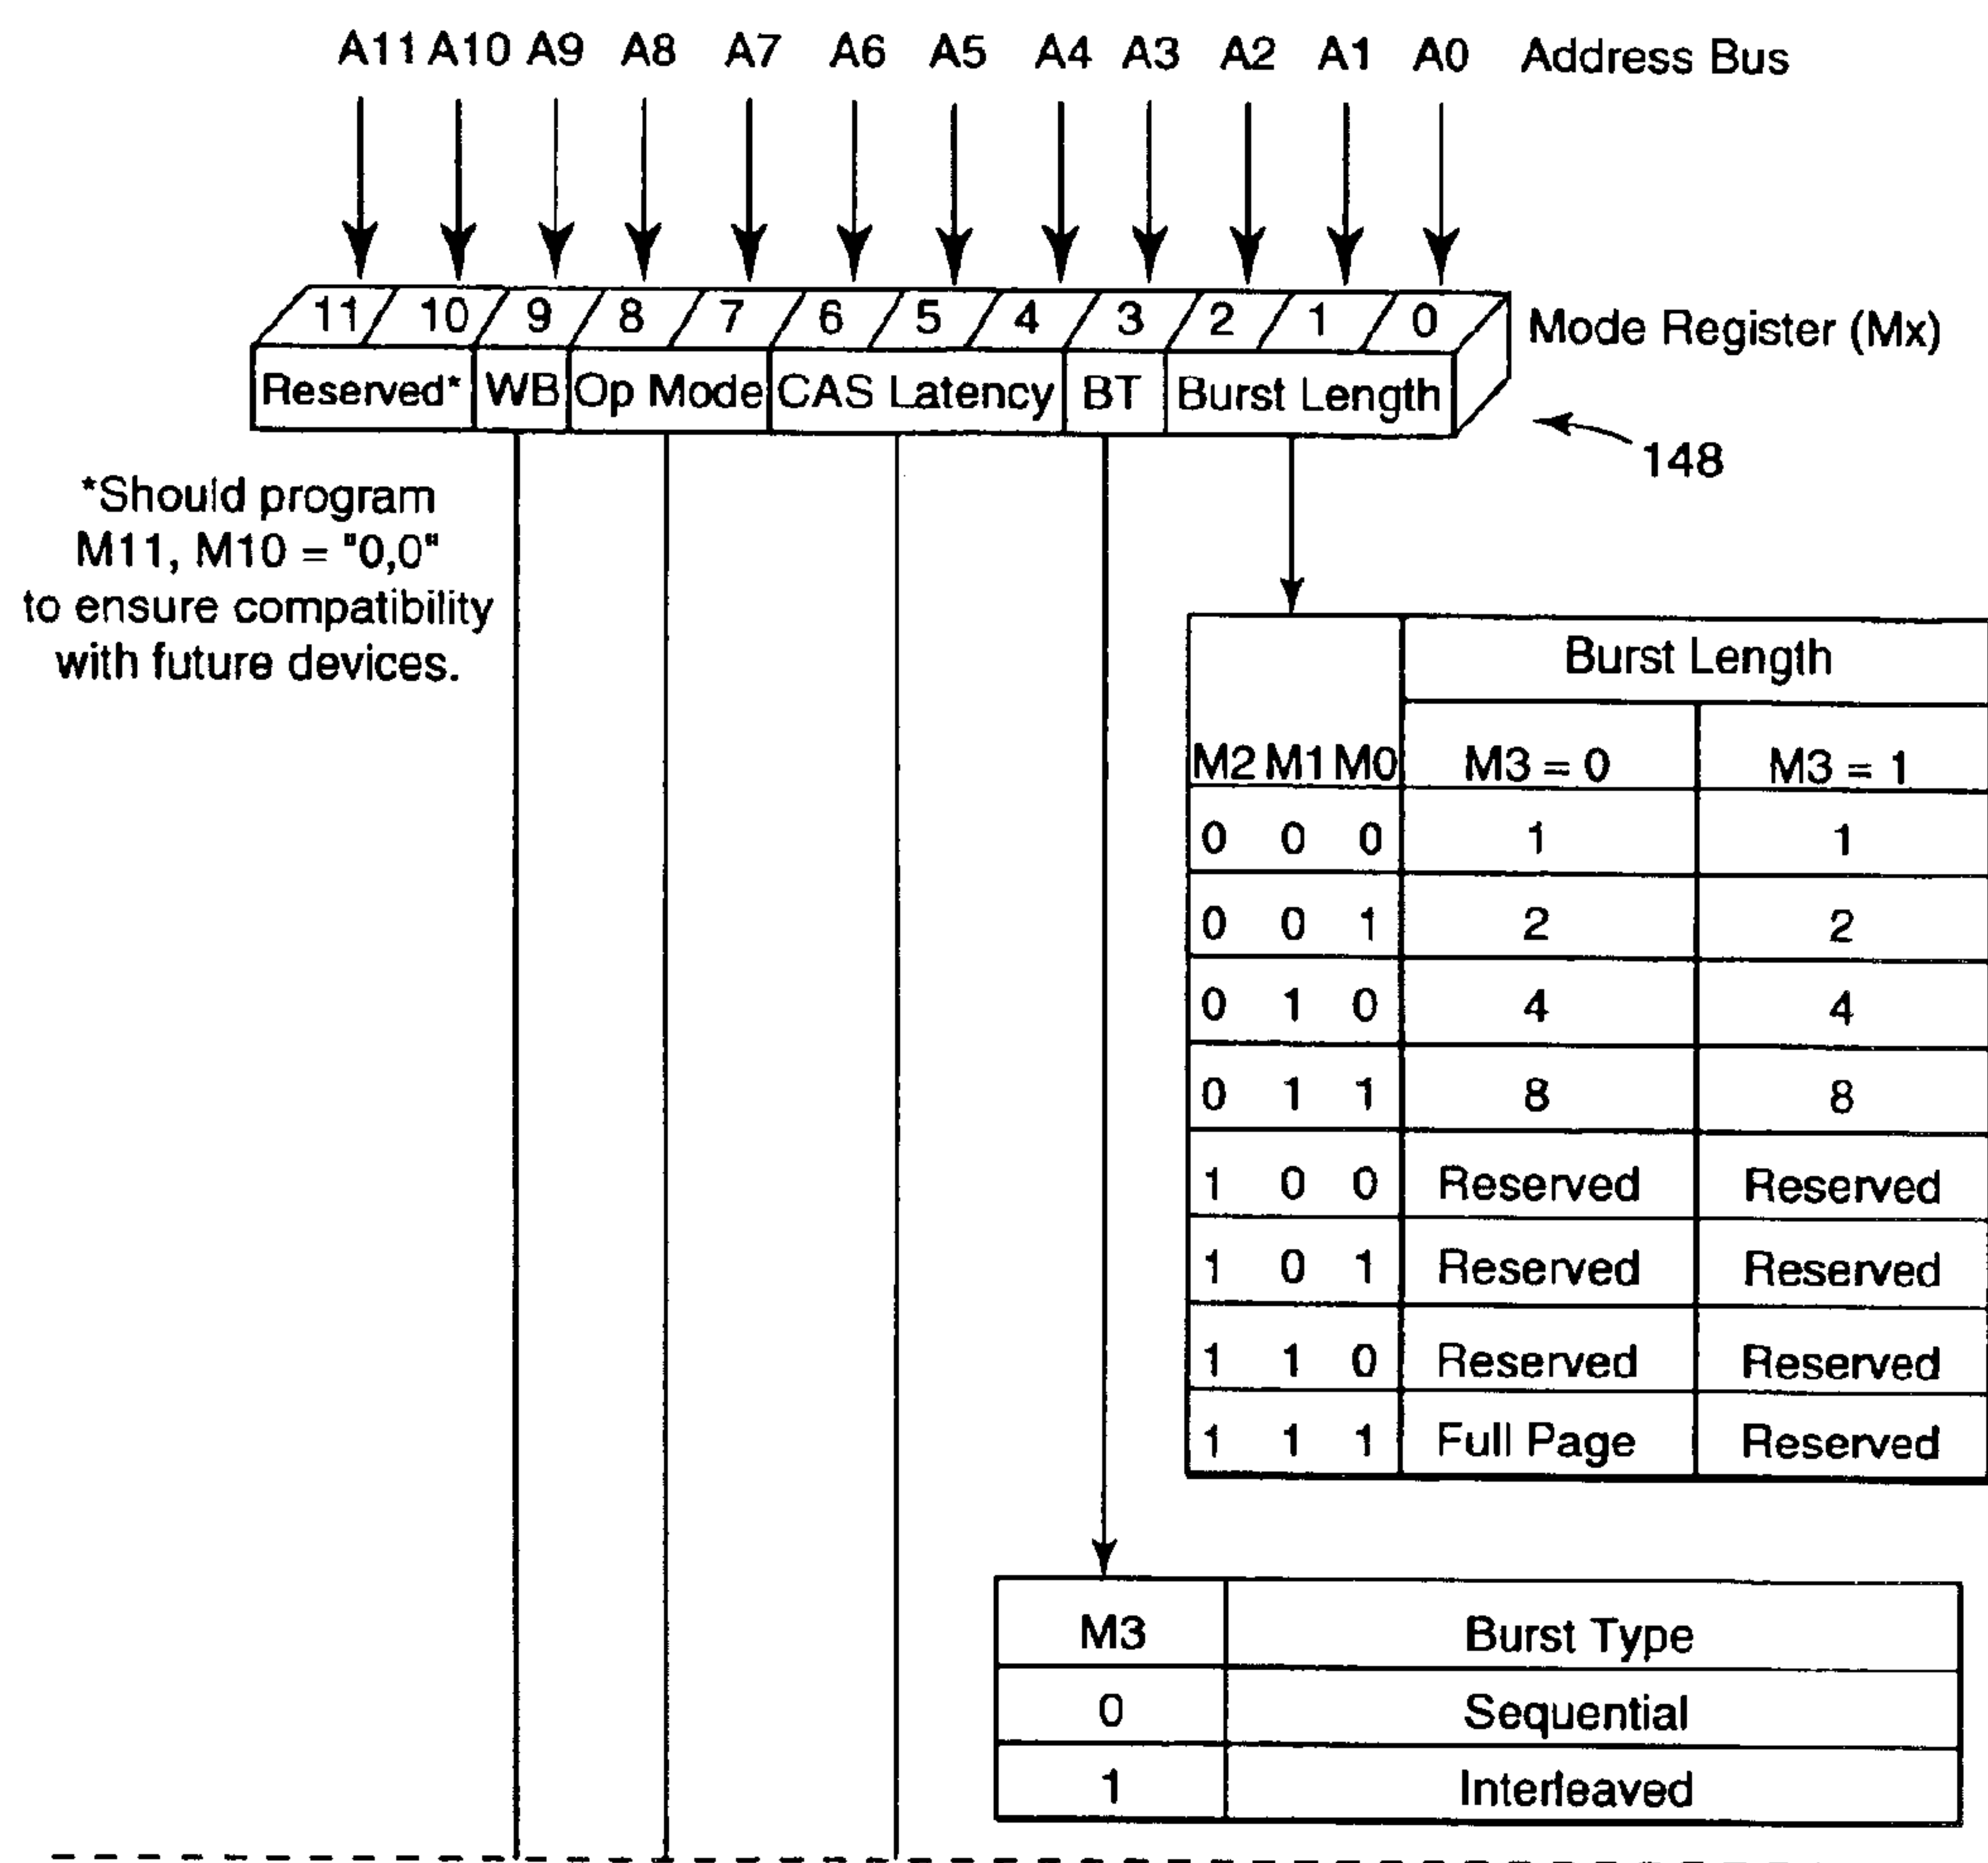 A11 A10 A9 A8 A7 A6 A5 A4 A3 A2 A1 A0 Address Bus
11 10 9 8 7 6 5 4 3 2 1 0 Mode Register (Mx)
Reserved* WB Op Mode CAS Latency BT Burst Length
148
*Should program
M11, M10 = "0,0"
to ensure compatibility
with future devices.
Burst Length
M2 M1 M0 M3 = 0 M3 = 1
0 0 0 1 1
0 0 1 2 2
0 1 0 4 4
0 1 1 8 8
1 0 0 Reserved Reserved
1 0 1 Reserved Reserved
1 1 0 Reserved Reserved
1 1 1 Full Page Reserved
M3 Burst Type
0 Sequential
1 Interleaved